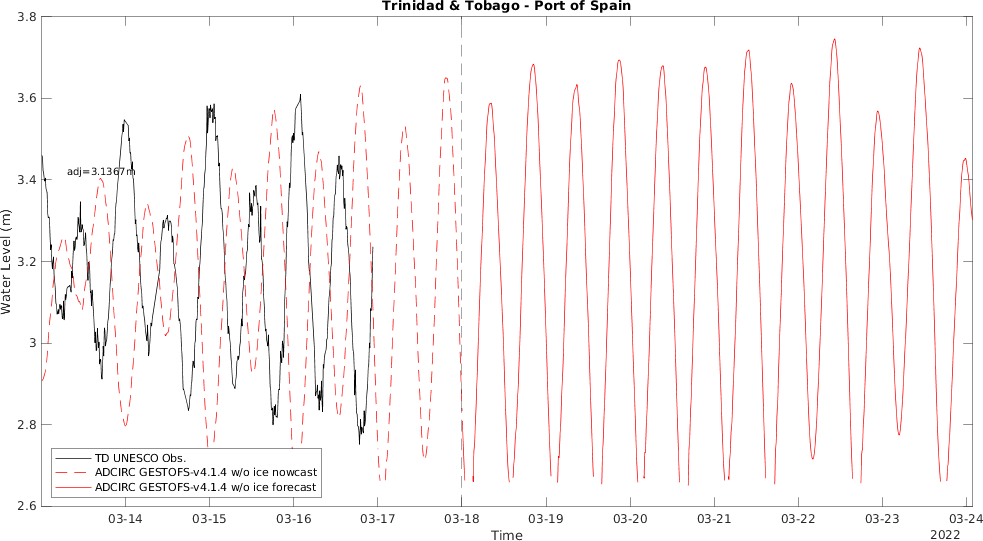 Trinidad & Tobago - Port of Spain
3.8
3.6
3.4
3.2
3
2.8
2.6
Water Level (m)
adj=3.1367m
TD UNESCO Obs.
ADCIRC GESTOFS-v4.1.4 w/o ice nowcast
ADCIRC GESTOFS-v4.1.4 w/o ice forecast
03-14 03-15 03-16 03-17 03-18 03-19 03-20 03-21 03-22 03-23 03-24
Time
2022